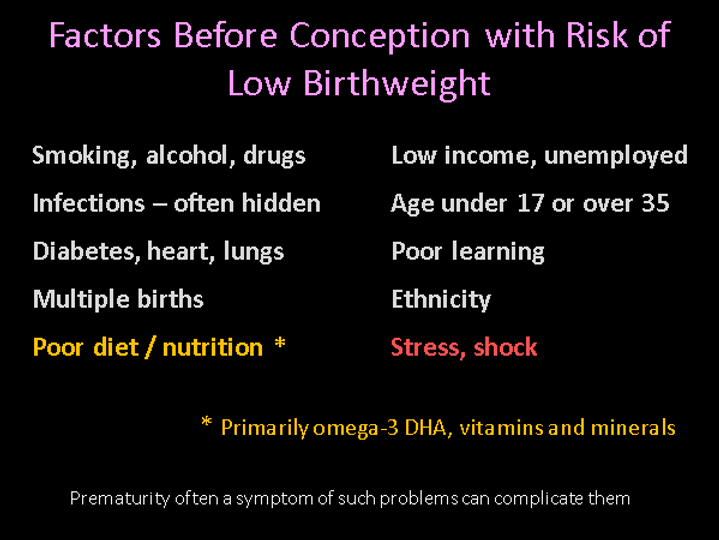 Factors Before Conception with Risk of
Low Birthweight
Smoking, alcohol, drugs
Infections – often hidden
Diabetes, heart, lungs
Multiple births
Poor diet / nutrition *
Low income, unemployed
Age under 17 or over 35
Poor learning
Ethnicity
Stress, shock
* Primarily omega-3 DHA, vitamins and minerals
Prematurity often a symptom of such problems can complicate them